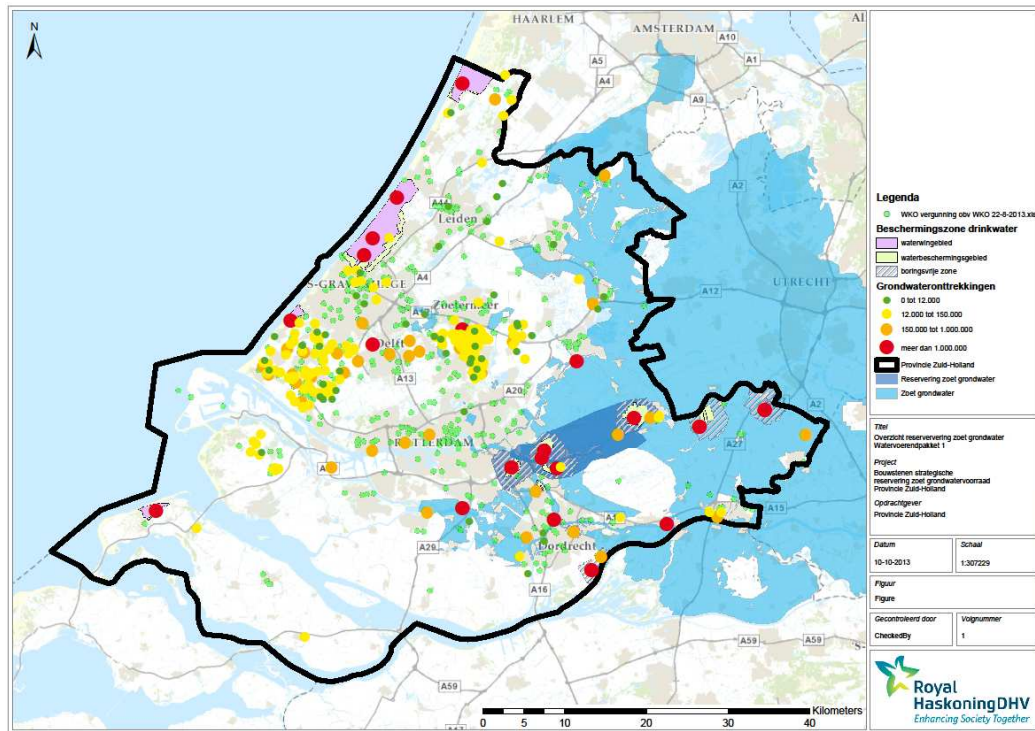 N
HAARLEM
AMSTERDAM
A10
A5
A1
A4
A9
A2
A44
Leiden
A4
S-GRAVENHAGE
Zoetermeer
A12
UTRECHT
Delft
A13
A20
A2
ROTTERDAM
A27
A15
A29
Dordrecht
A16
A59
A59
A59
0 5 10 20 30 40 Kilometers
Legenda
WKO vergunning obv WKO 22-6-2013.xls
Beschermingszone drinkwater
waterwingebied
waterbeschermingsgebied
boringsvrije zone
Grondwateronttrekkingen
0 tot 12.000
12.000 tot 150.000
150.000 tot 1.000.000
meer dan 1.000.000
Provincie Zuid-Holland
Reservering zoet grondwater
Zoet grondwater
Titel
Overzicht reserververing zoet grondwater
Watervoerendpakket 1
Project
Bouwstenen strategische
reservering zoet grondwatervoorraad
Provincie Zuid-Holland
Opdrachtgever
Provincie Zuid-Holland
Datum
Schaal
10-10-2013
1:307229
Figuur
Figure
Gecontroleerd door
Volgnummer
CheckedBy
1
Royal
HaskoningDHV
Enhancing Society Together